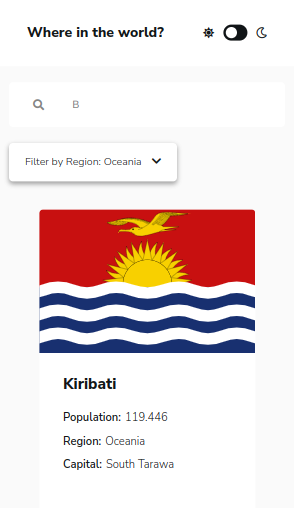 Where in the world?
B
Filter by Region: Oceania
Kiribati
Population: 119.446
Region: Oceania
Capital: South Tarawa